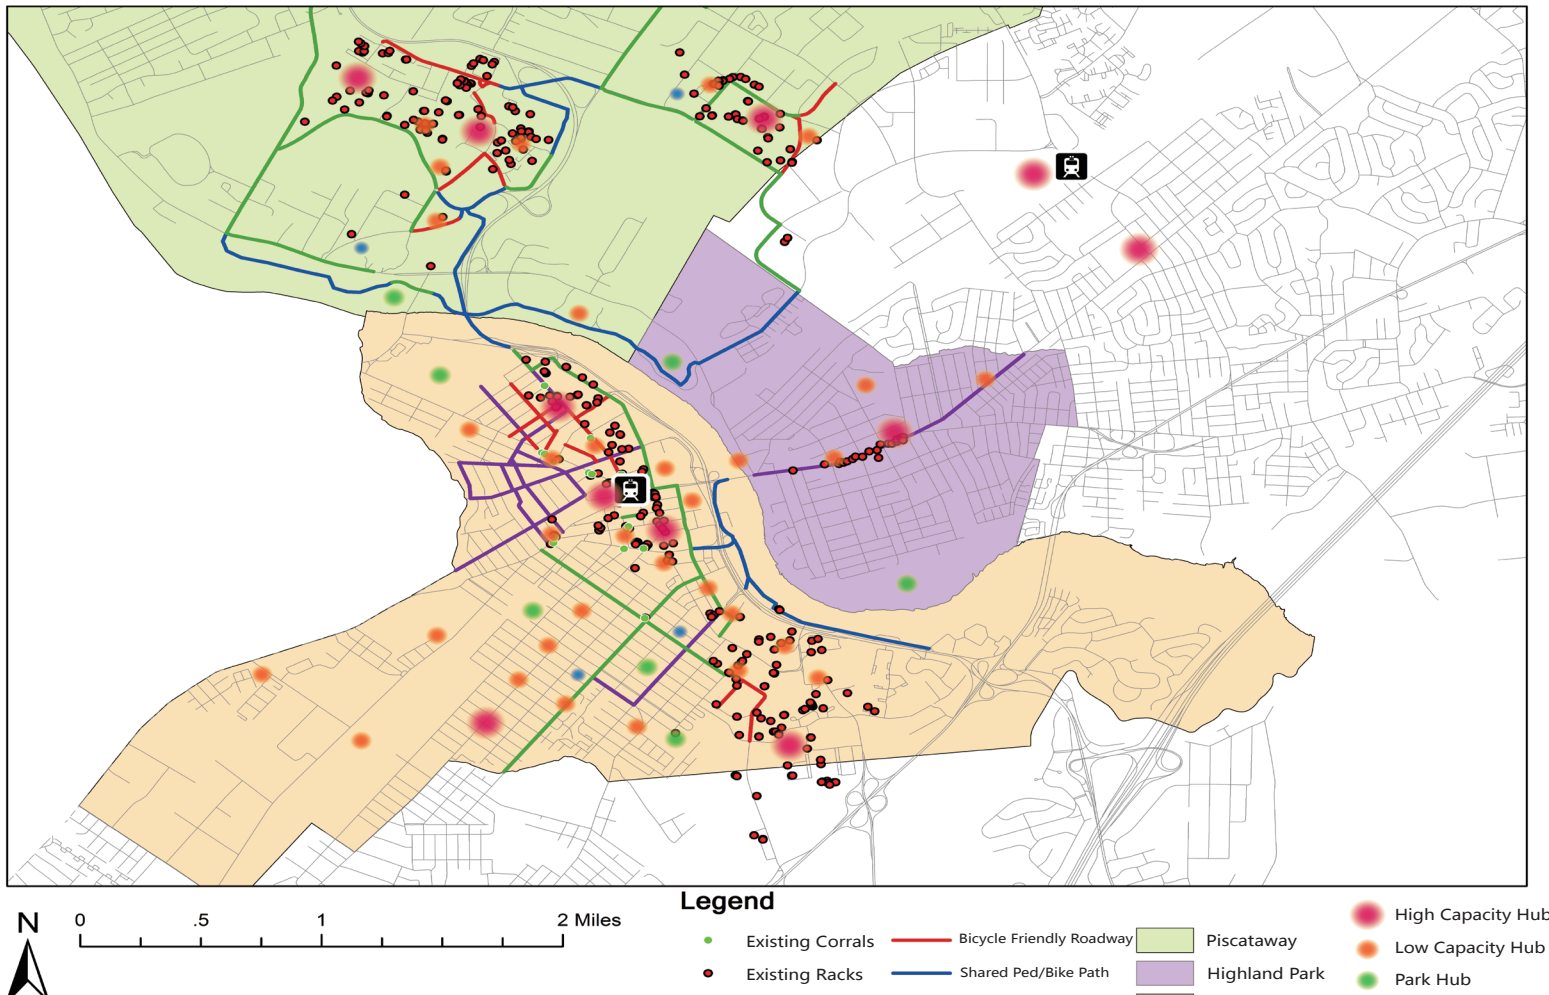 Legend
N
0 .5 1 2 Miles
Existing Corrals
Existing Racks
Bicycle Friendly Roadway
Shared Ped/Bike Path
Piscataway
Highland Park
High Capacity Hub
Low Capacity Hub
Park Hub